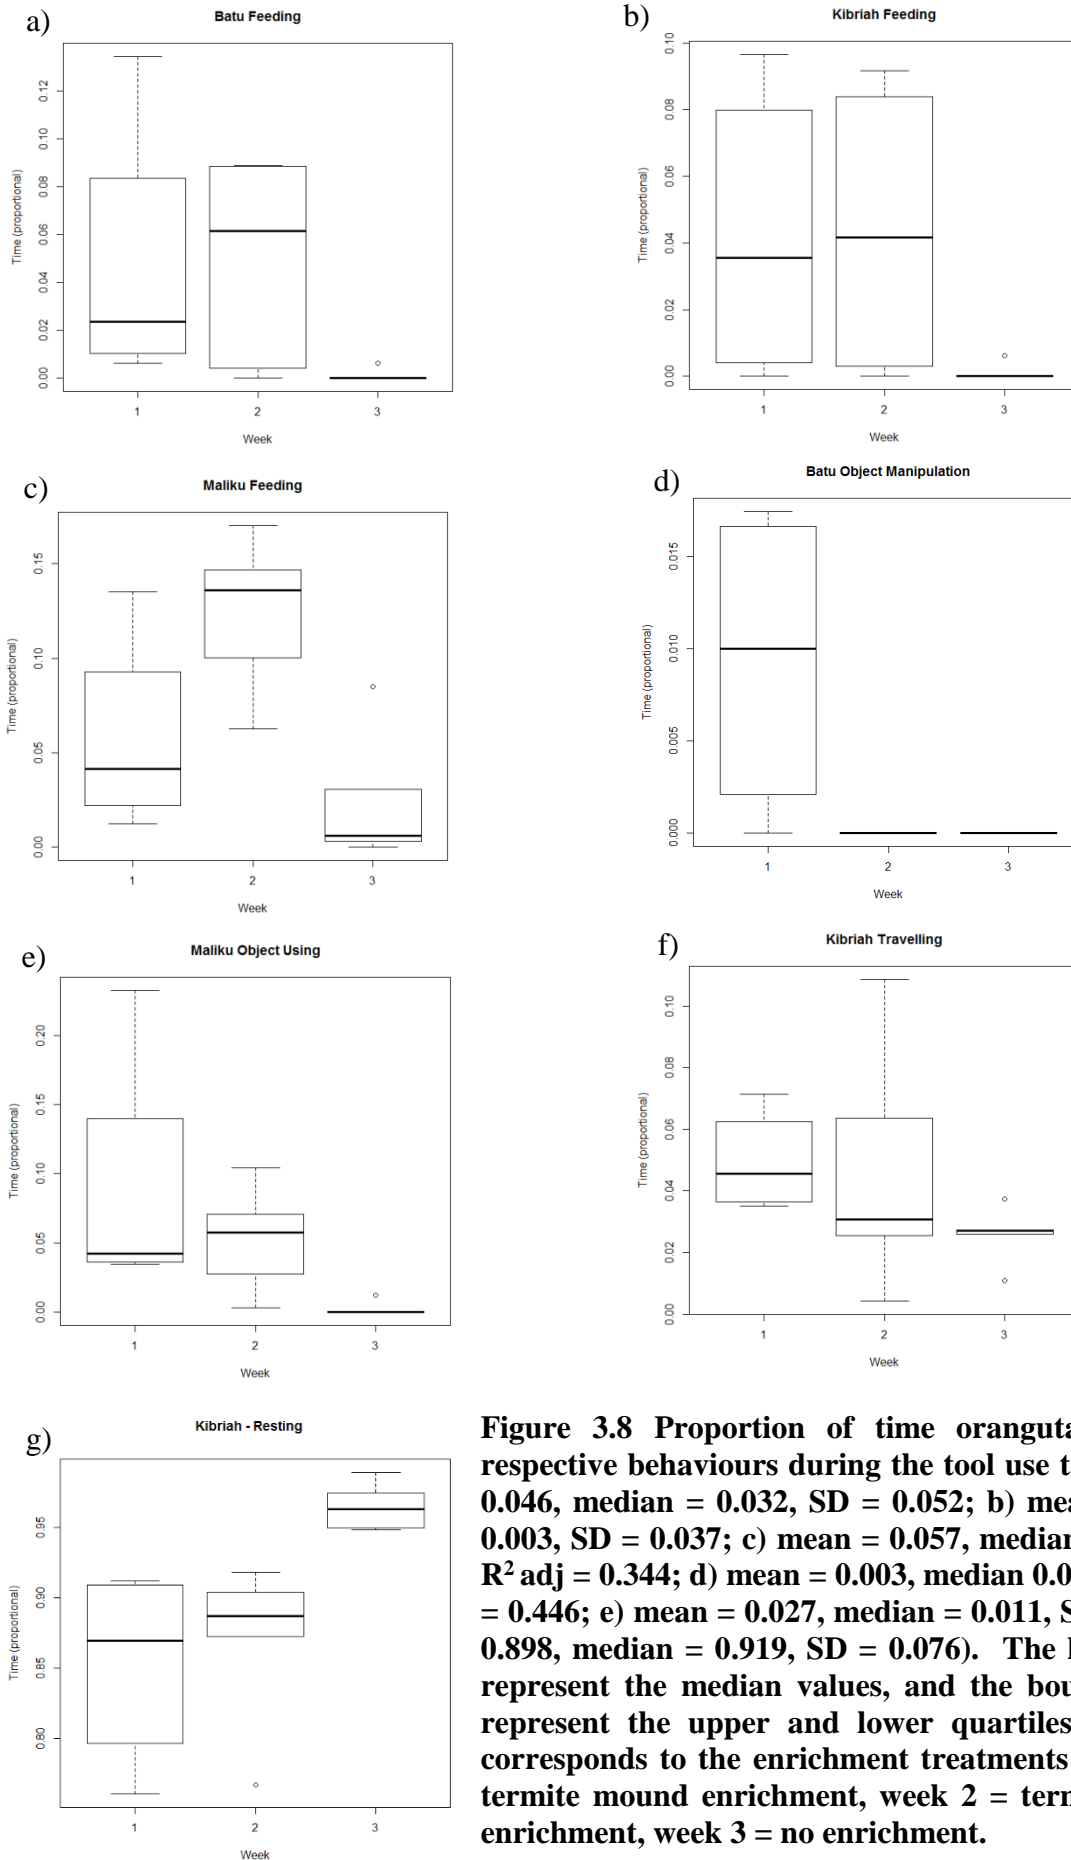 a)
Batu Feeding
Time (proportional)
0.00 0.02 0.04 0.06 0.08 0.10 0.12
1 2 3
Week
b)
Kibriah Feeding
Time (proportional)
0.00 0.02 0.04 0.06 0.08 0.10
1 2 3
Week
c)
Maliku Feeding
Time (proportional)
0.00 0.05 0.10 0.15
1 2 3
Week
d)
Batu Object Manipulation
Time (proportional)
0.000 0.005 0.010 0.015
1 2 3
Week
e)
Maliku Object Using
Time (proportional)
0.00 0.05 0.10 0.15 0.20
1 2 3
Week
f)
Kibriah Travelling
Time (proportional)
0.00 0.02 0.04 0.06 0.08 0.10
1 2 3
Week
g)
Kibriah - Resting
Time (proportional)
0.80 0.85 0.90 0.95
1 2 3
Week
Figure 3.8 Proportion of time oranguta
respective behaviours during the tool use t
0.046, median = 0.032, SD = 0.052; b) mea
0.003, SD = 0.037; c) mean = 0.057, median
R² adj = 0.344; d) mean = 0.003, median 0.0
= 0.446; e) mean = 0.027, median = 0.011, S
0.898, median = 0.919, SD = 0.076). The
represent the median values, and the bou
represent the upper and lower quartiles
corresponds to the enrichment treatments
termite mound enrichment, week 2 = tern
enrichment, week 3 = no enrichment.